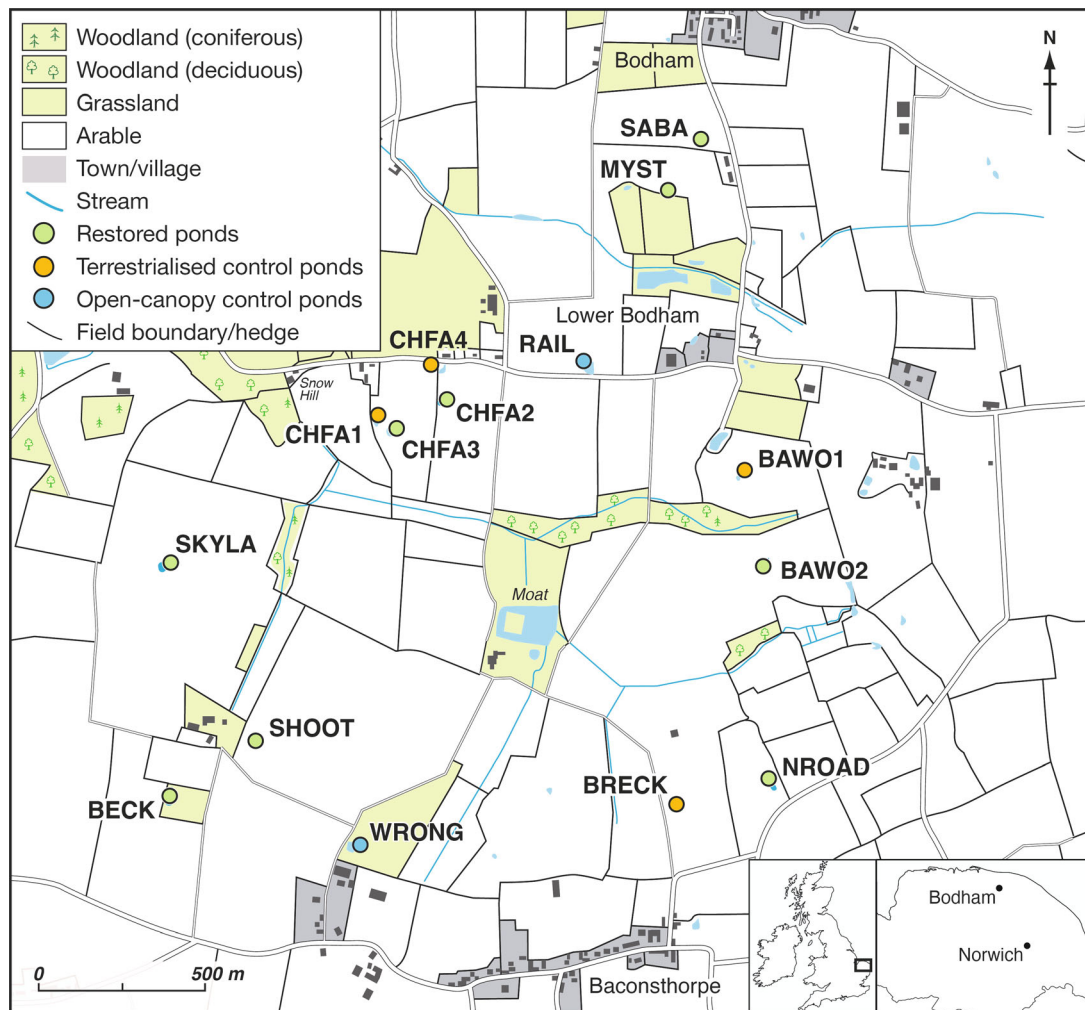 Woodland (coniferous)
Woodland (deciduous)
Grassland
Arable
Town/village
Stream
Restored ponds
Terrestrialised control ponds
Open-canopy control ponds
Field boundary/hedge
N
Bodham
SABA
MYST
Lower Bodham
CHFA4
RAIL
Snow
Hill
CHFA2
CHFA1
CHFA3
BAWO1
SKYLA
BAWO2
Moat
SHOOT
NROAD
BECK
BRECK
WRONG
Baconsthorpe
0
500 m
Bodham
Norwich